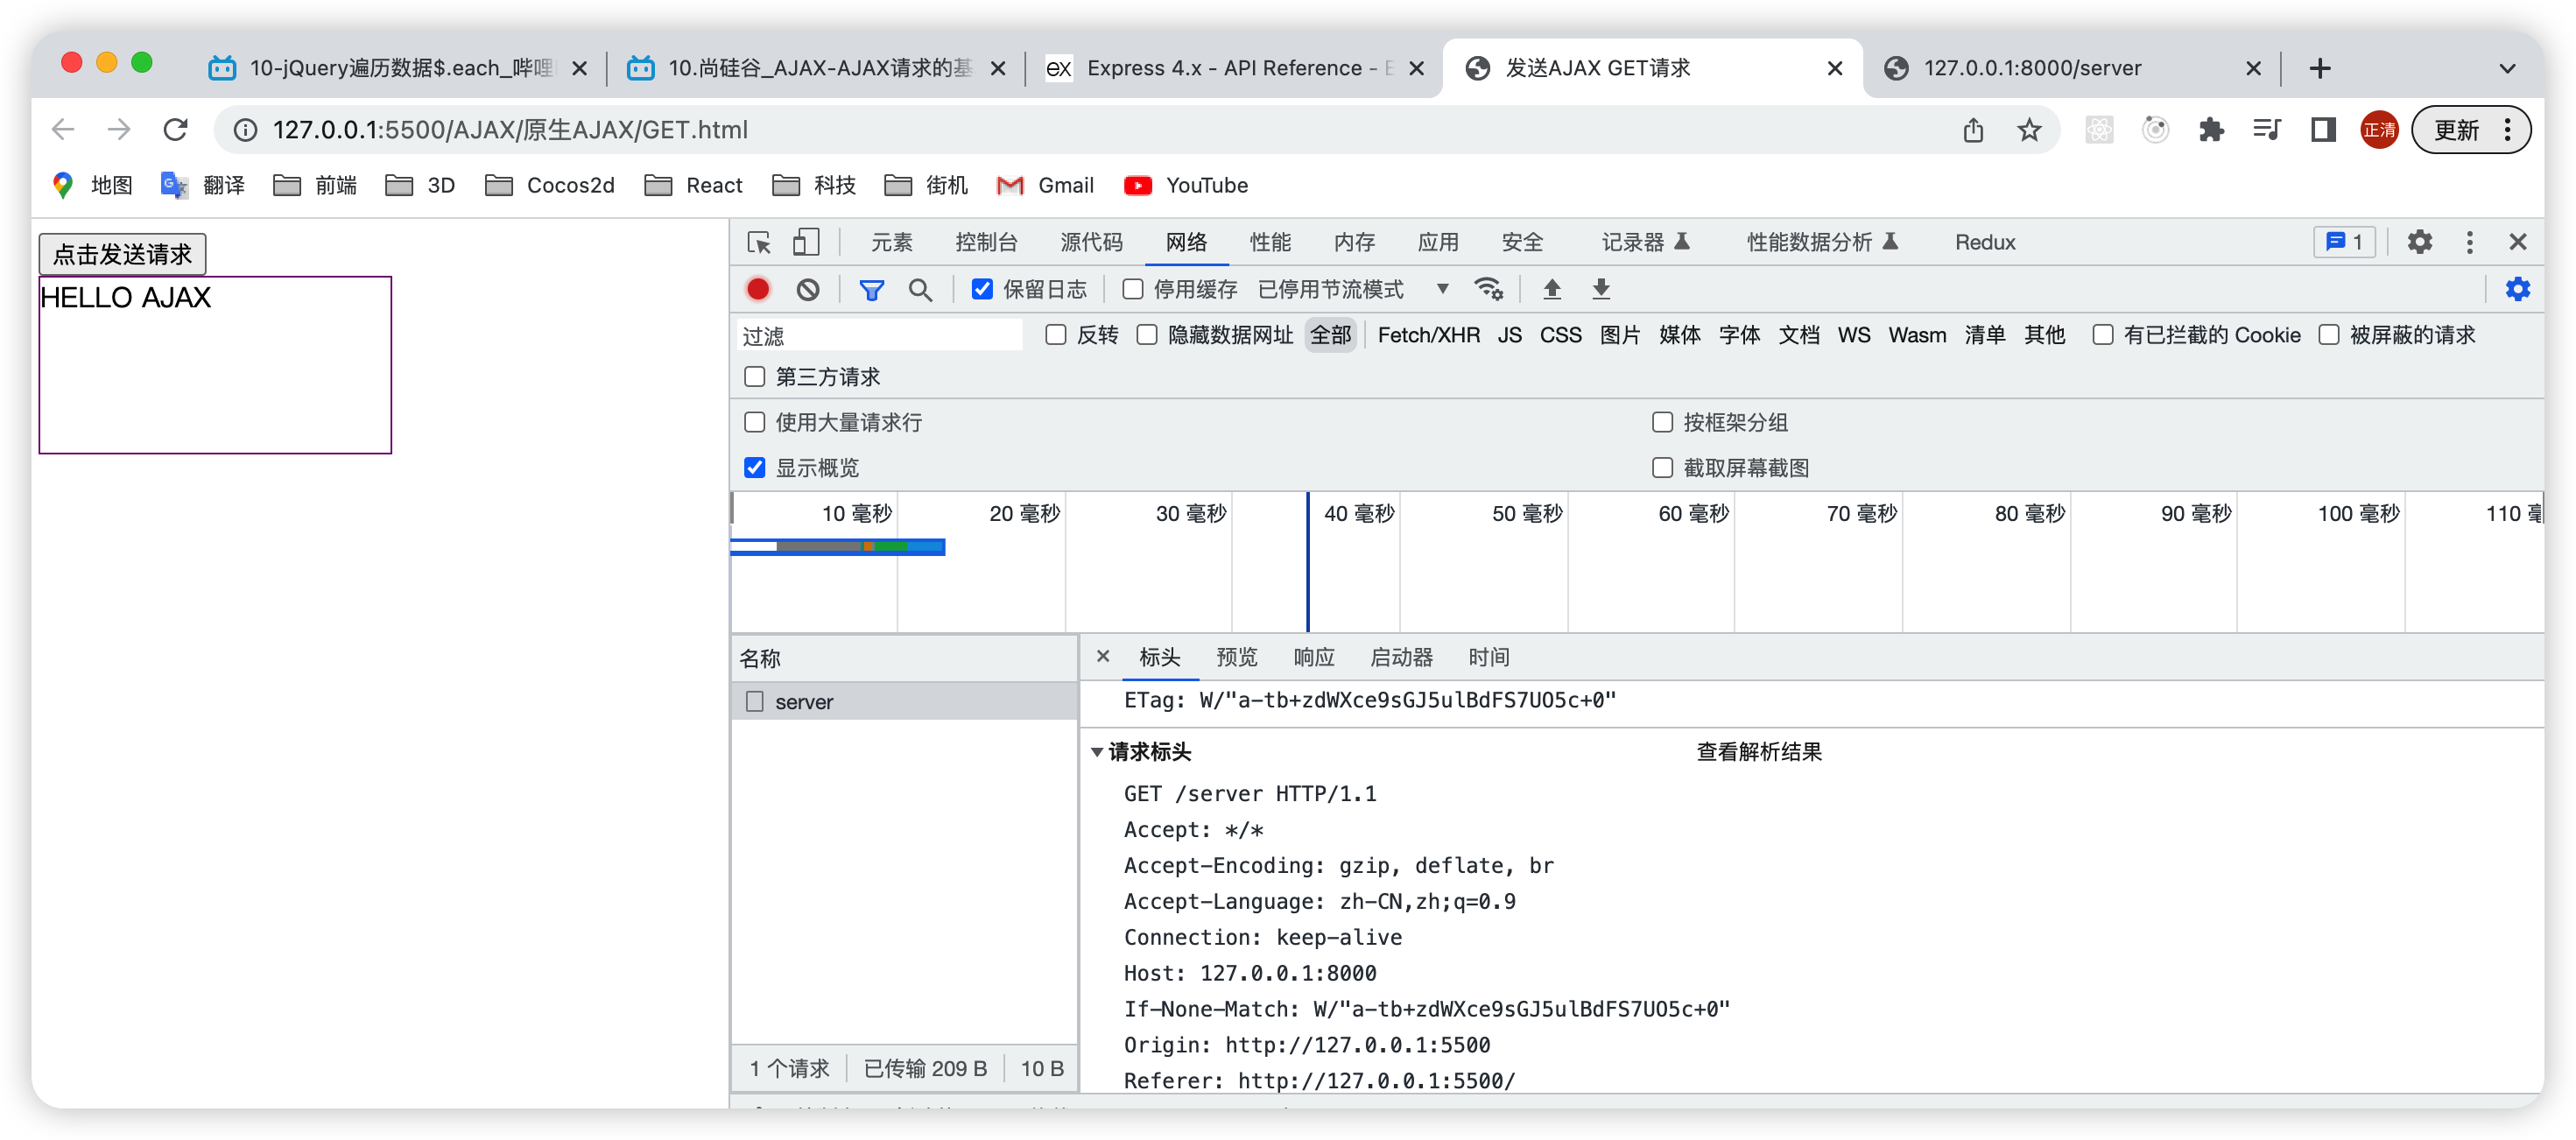 10-jQuery遍历数据$.each_哔哩
10.尚硅谷_AJAX-AJAX请求的基
Express 4.x - API Reference - E
发送AJAX GET请求
127.0.0.1:8000/server
127.0.0.1:5500/AJAX/原生AJAX/GET.html
正清
更新
地图 翻译 前端 3D Cocos2d React 科技 街机 Gmail YouTube
点击发送请求
HELLO AJAX
元素 控制台 源代码 网络 性能 内存 应用 安全 记录器 性能数据分析 Redux 1
保留日志 停用缓存 已停用节流模式
过滤 反转 隐藏数据网址 全部 Fetch/XHR JS CSS 图片 媒体 字体 文档 WS Wasm 清单 其他 有已拦截的 Cookie 被屏蔽的请求
第三方请求
使用大量请求行 按框架分组
显示概览 截取屏幕截图
10 毫秒 20 毫秒 30 毫秒 40 毫秒 50 毫秒 60 毫秒 70 毫秒 80 毫秒 90 毫秒 100 毫秒 110 毫
名称
server
1 个请求 已传输 209 B 10 B
标头 预览 响应 启动器 时间
ETag: W/"a-tb+zdWXce9sGJ5ulBdFS7UO5c+0"
请求标头 查看解析结果
GET /server HTTP/1.1
Accept: */*
Accept-Encoding: gzip, deflate, br
Accept-Language: zh-CN,zh;q=0.9
Connection: keep-alive
Host: 127.0.0.1:8000
If-None-Match: W/"a-tb+zdWXce9sGJ5ulBdFS7UO5c+0"
Origin: http://127.0.0.1:5500
Referer: http://127.0.0.1:5500/